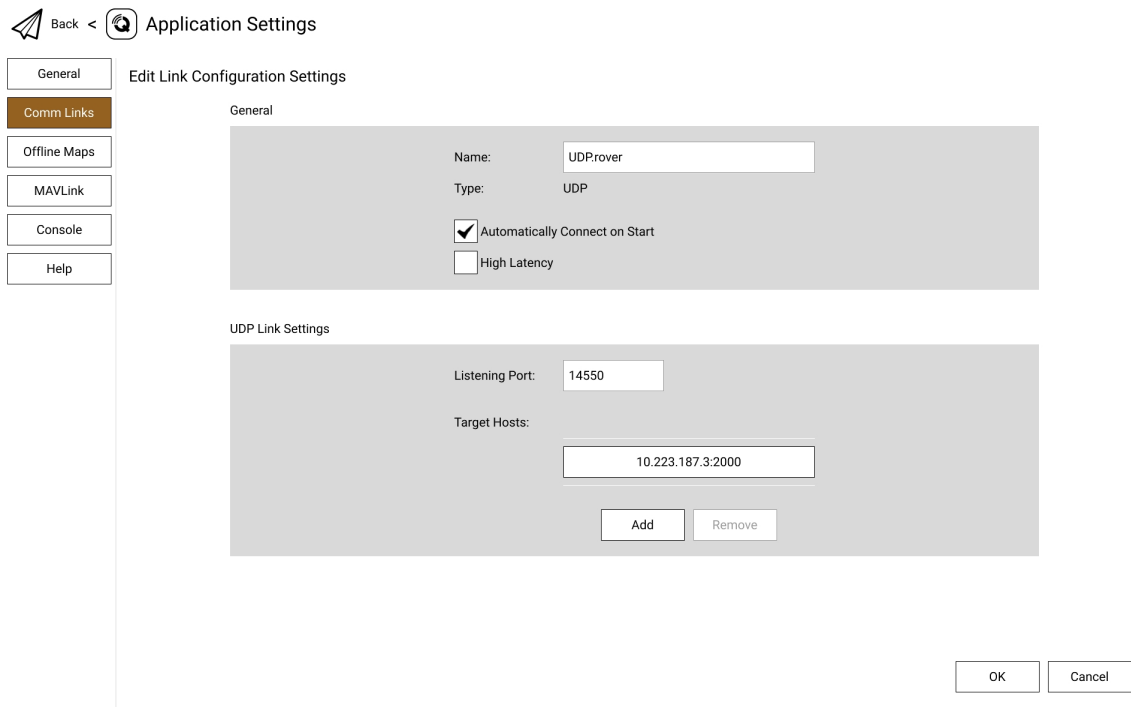 Back < Application Settings
General
Comm Links
Offline Maps
MAVLink
Console
Help
Edit Link Configuration Settings
General
Name: UDP.rover
Type: UDP
Automatically Connect on Start
High Latency
UDP Link Settings
Listening Port: 14550
Target Hosts:
10.223.187.3:2000
Add Remove
OK Cancel